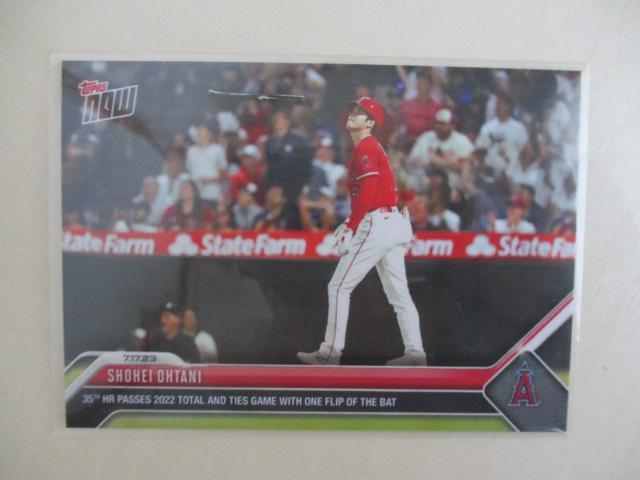 Topps
NOW
State Farm State Farm State Farm State Farm
7.17.23
SHOHEI OHTANI
35TH HR PASSES 2022 TOTAL AND TIES GAME WITH ONE FLIP OF THE BAT
A